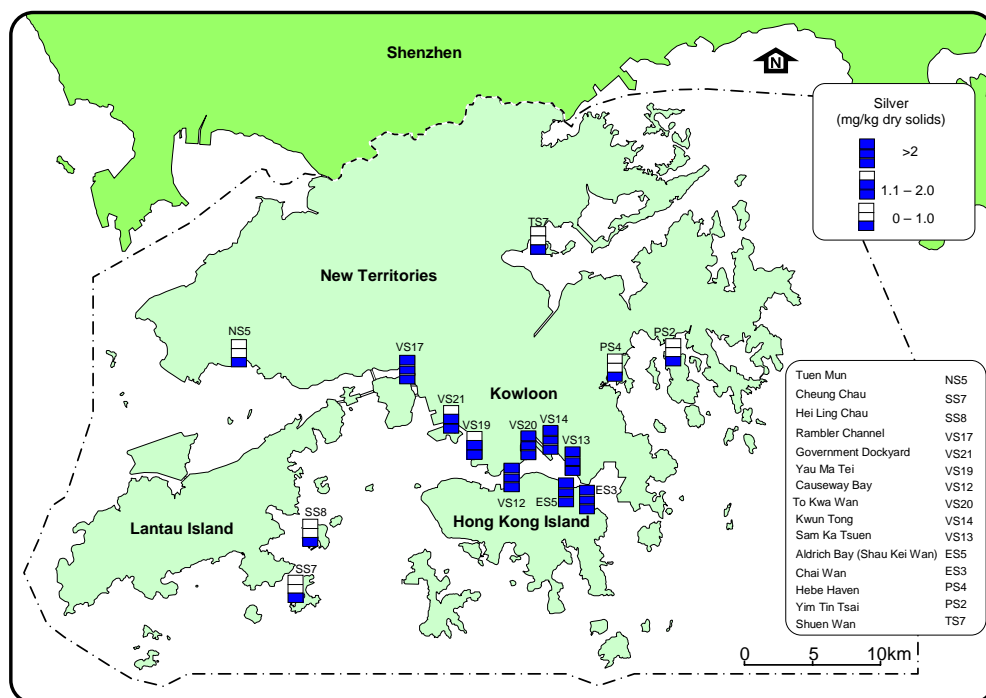 Shenzhen
N
Silver
(mg/kg dry solids)
>2
1.1 – 2.0
0 – 1.0
TS7
New Territories
NS5
VS17
PS4
PS2
Kowloon
VS21
VS19
VS20
VS14
VS13
VS12
ES5
ES3
Hong Kong Island
Lantau Island
SS8
SS7
Tuen Mun NS5
Cheung Chau SS7
Hei Ling Chau SS8
Rambler Channel VS17
Government Dockyard VS21
Yau Ma Tei VS19
Causeway Bay VS12
To Kwa Wan VS20
Kwun Tong VS14
Sam Ka Tsuen VS13
Aldrich Bay (Shau Kei Wan) ES5
Chai Wan ES3
Hebe Haven PS4
Yim Tin Tsai PS2
Shuen Wan TS7
0 5 10km